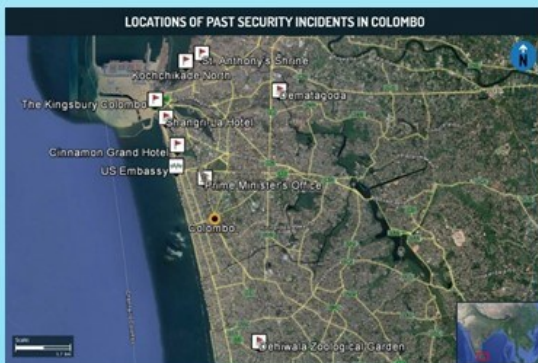 LOCATIONS OF PAST SECURITY INCIDENTS IN COLOMBO
N
St. Anthony's Shrine
Kochchikade North
Dematagoda
The Kingsbury Colombo
Shangri La Hotel
Cinnamon Grand Hotel
US Embassy
Prime Minister's Office
Colombo
Dehiwala Zoological Garden
Scale